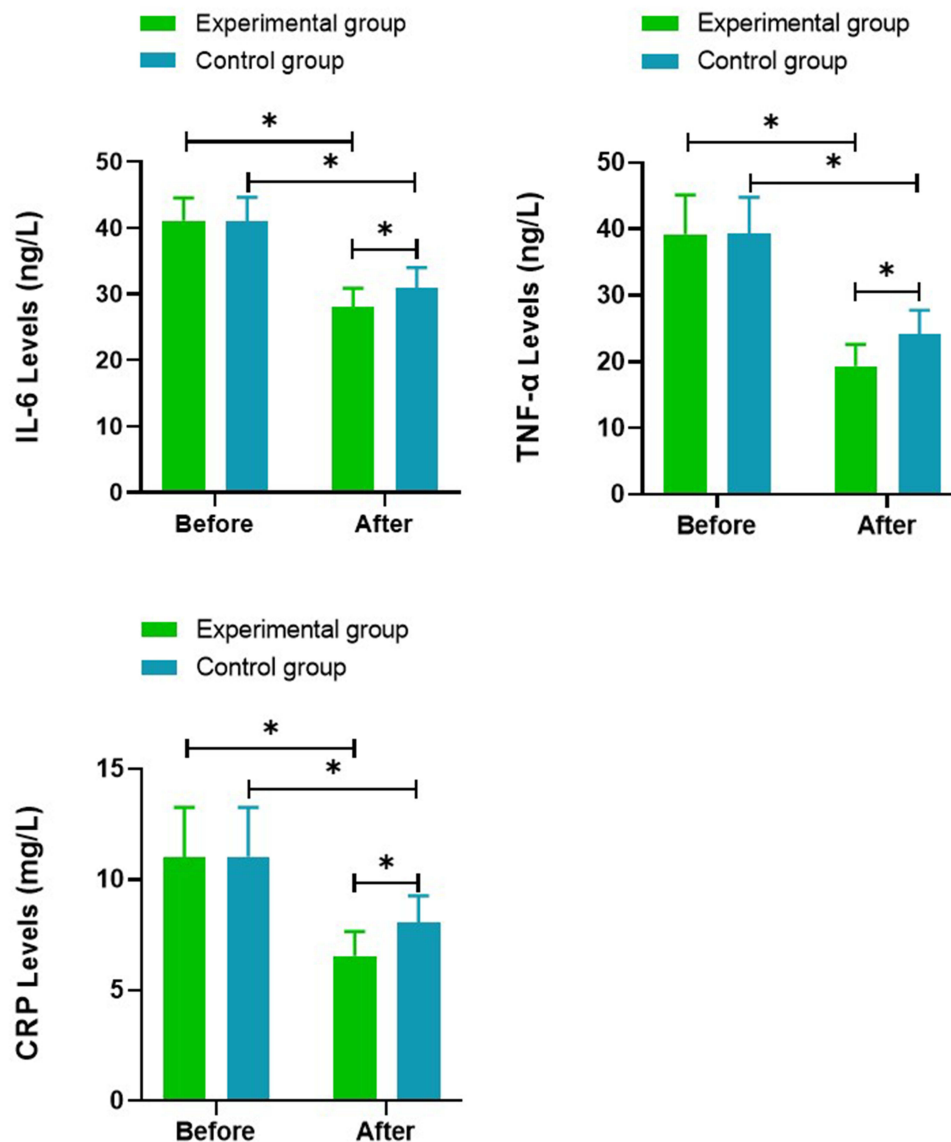 Experimental group
Control group
*
*
*
IL-6 Levels (ng/L)
50
40
30
20
10
0
Before After
Experimental group
Control group
*
*
*
TNF-α Levels (ng/L)
50
40
30
20
10
0
Before After
Experimental group
Control group
*
*
*
CRP Levels (mg/L)
15
10
5
0
Before After